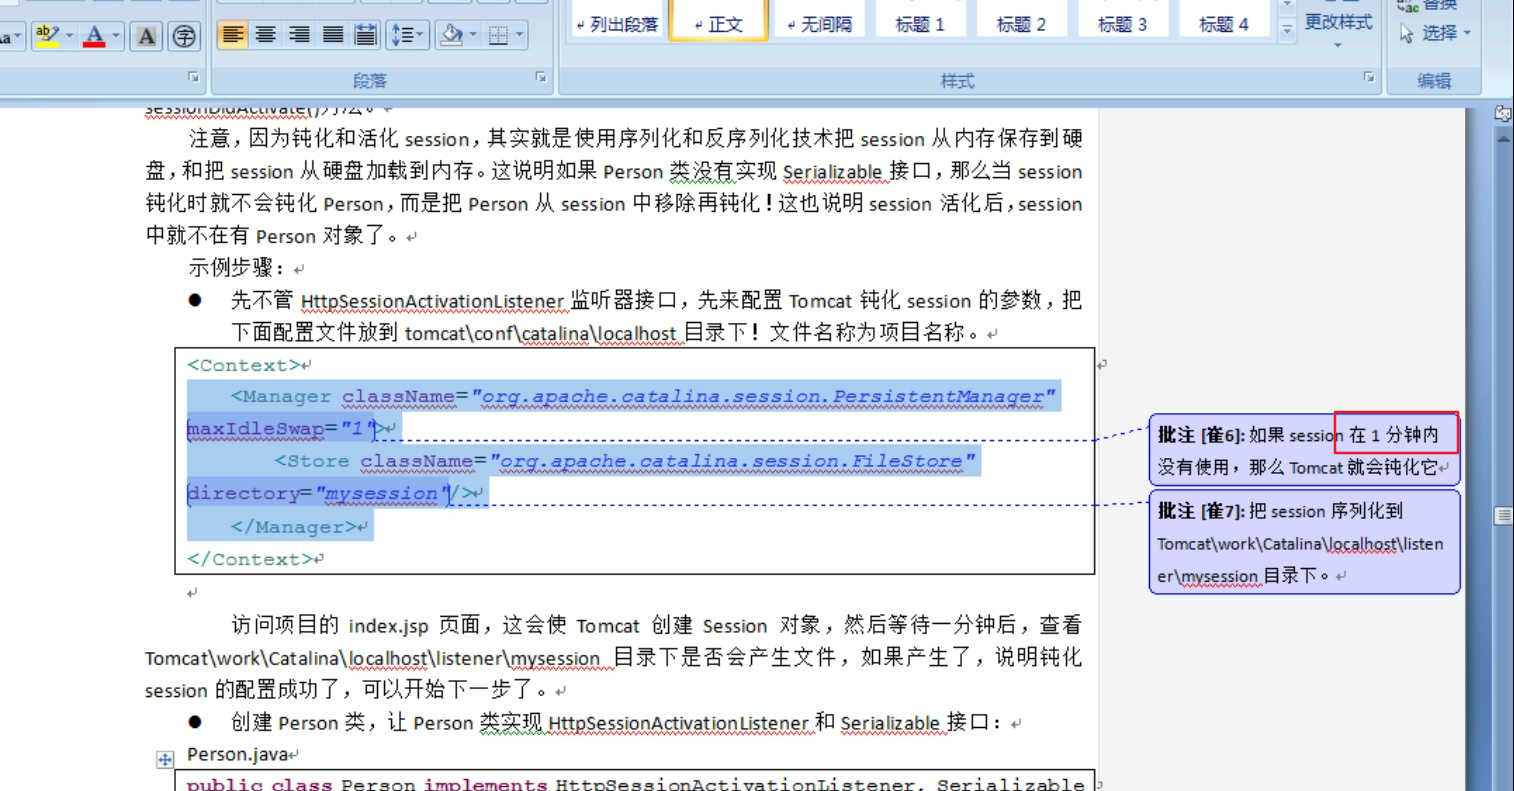 替换
Aa
ab
A
A
字
列出段落
正文
无间隔
标题 1
标题 2
标题 3
标题 4
更改样式
选择
段落
样式
编辑
sessionDidActivate()方法。
注意，因为钝化和活化 session，其实就是使用序列化和反序列化技术把 session 从内存保存到硬
盘，和把 session 从硬盘加载到内存。这说明如果 Person 类没有实现 Serializable 接口，那么当 session
钝化时就不会钝化 Person，而是把 Person 从 session 中移除再钝化！这也说明 session 活化后，session
中就不在有 Person 对象了。
示例步骤：
● 先不管 HttpSessionActivationListener 监听器接口，先来配置 Tomcat 钝化 session 的参数，把
下面配置文件放到 tomcat\conf\catalina\localhost 目录下！文件名称为项目名称。
<Context>
<Manager className="org.apache.catalina.session.PersistentManager"
maxIdleSwap="1">
<Store className="org.apache.catalina.session.FileStore"
directory="mysession"/>
</Manager>
</Context>
批注 [崔6]: 如果 session 在 1 分钟内
没有使用，那么 Tomcat 就会钝化它
批注 [崔7]: 把 session 序列化到
Tomcat\work\Catalina\localhost\listen
er\mysession 目录下。
访问项目的 index.jsp 页面，这会使 Tomcat 创建 Session 对象，然后等待一分钟后，查看
Tomcat\work\Catalina\localhost\listener\mysession 目录下是否会产生文件，如果产生了，说明钝化
session 的配置成功了，可以开始下一步了。
● 创建 Person 类，让 Person 类实现 HttpSessionActivationListener 和 Serializable 接口：
Person.java
public class Person implements HttpSessionActivationListener, Serializable